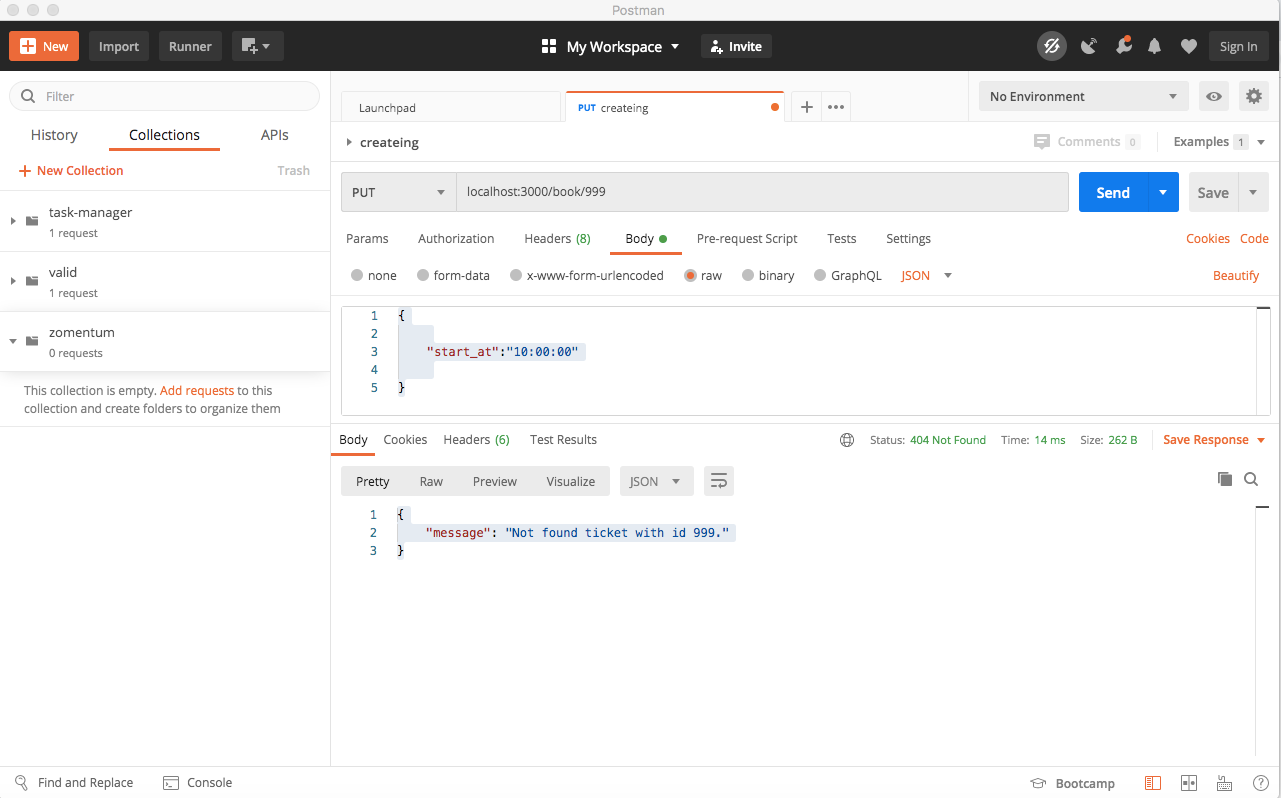 Postman
New Import Runner My Workspace Invite Sign In
Filter
History Collections APIs
New Collection Trash
task-manager
1 request
valid
1 request
zomentum
0 requests
This collection is empty. Add requests to this
collection and create folders to organize them
Launchpad PUT createing No Environment
createing Comments 0 Examples 1
PUT localhost:3000/book/999 Send Save
Params Authorization Headers (8) Body Pre-request Script Tests Settings Cookies Code
none form-data x-www-form-urlencoded raw binary GraphQL JSON Beautify
1 {
2
3 "start_at":"10:00:00"
4
5 }
Body Cookies Headers (6) Test Results Status: 404 Not Found Time: 14 ms Size: 262 B Save Response
Pretty Raw Preview Visualize JSON
1 {
2 "message": "Not found ticket with id 999."
3 }
Find and Replace Console Bootcamp